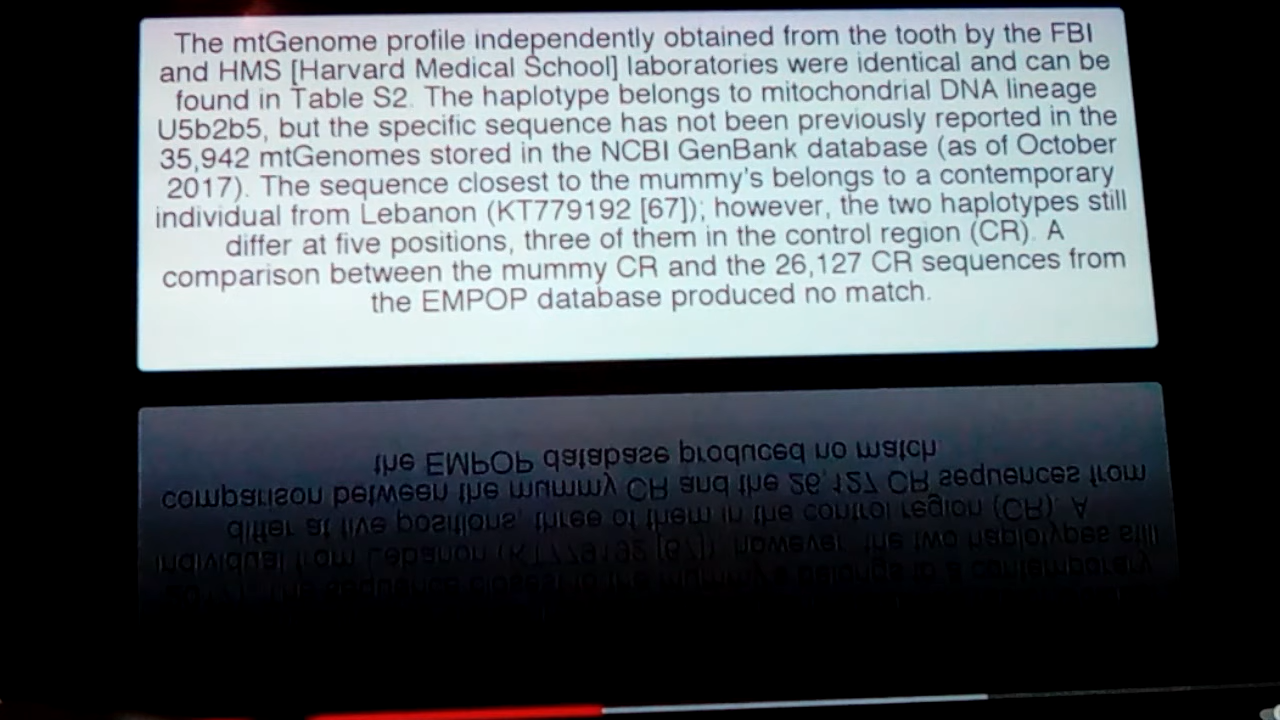 The mtGenome profile independently obtained from the tooth by the FBI
and HMS [Harvard Medical School] laboratories were identical and can be
found in Table S2. The haplotype belongs to mitochondrial DNA lineage
U5b2b5, but the specific sequence has not been previously reported in the
35,942 mtGenomes stored in the NCBI GenBank database (as of October
2017). The sequence closest to the mummy's belongs to a contemporary
individual from Lebanon (KT779192 [67]); however, the two haplotypes still
differ at five positions, three of them in the control region (CR). A
comparison between the mummy CR and the 26,127 CR sequences from
the EMPOP database produced no match.